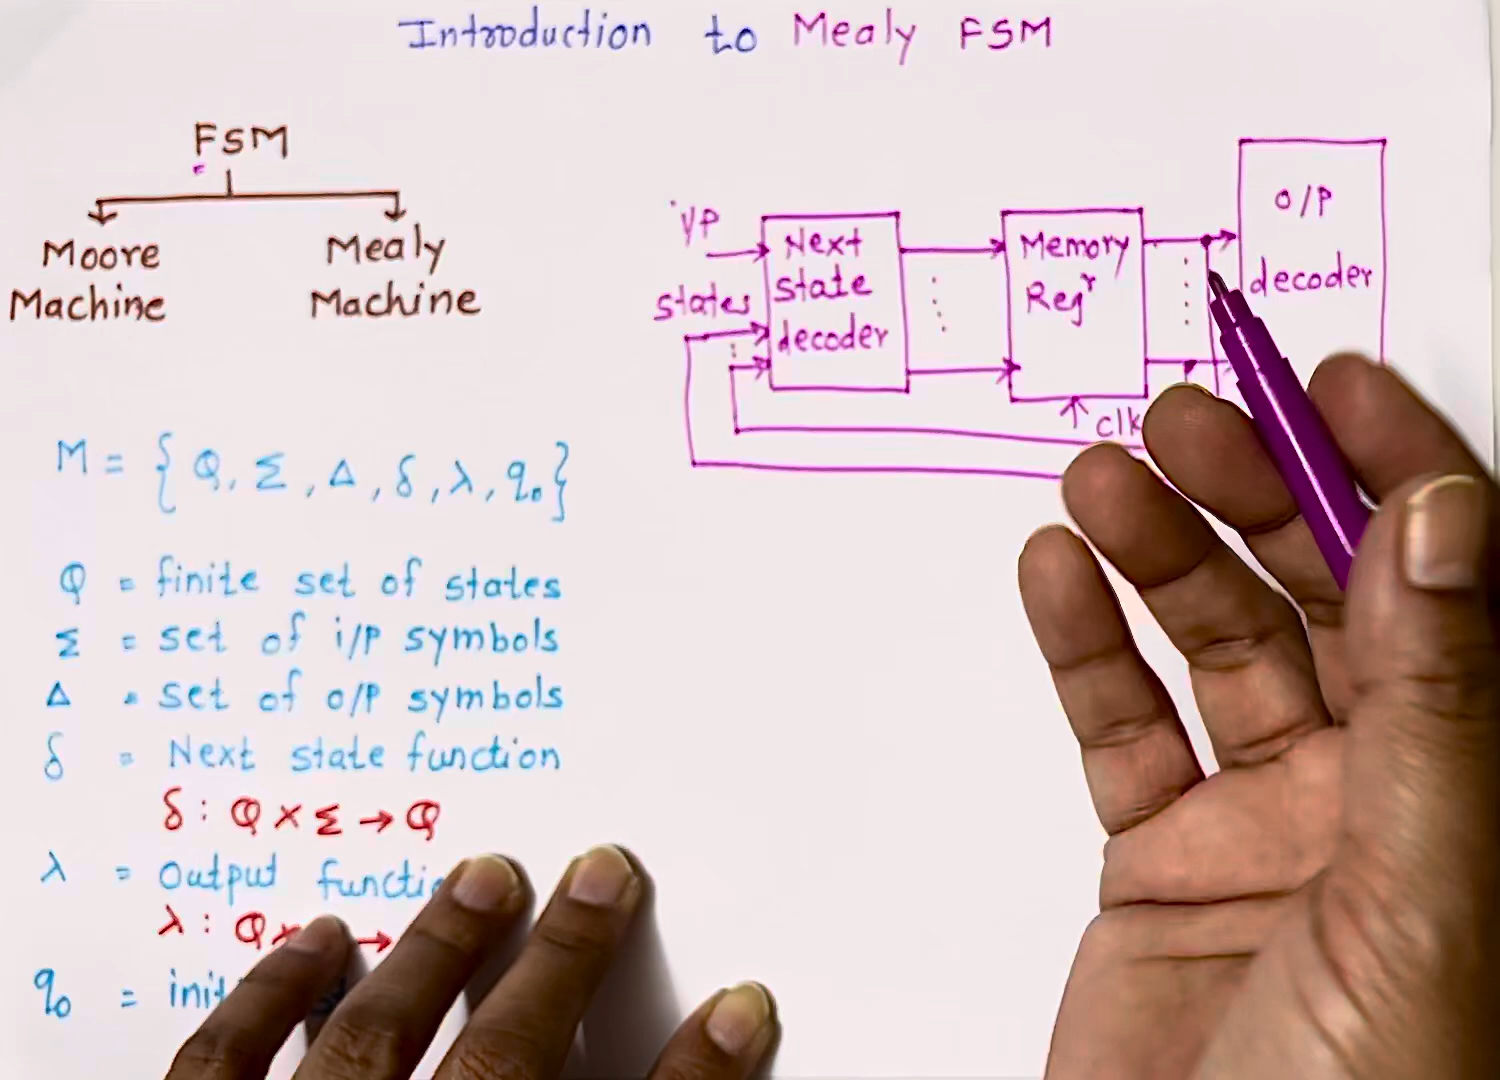 Introduction to Mealy FSM
FSM
Moore Machine
Mealy Machine
i/P
states
Next state decoder
Memory Regr
clk
O/P decoder
M = { Q, Σ, Δ, δ, λ, q0 }
Q = finite set of states
Σ = set of i/P symbols
Δ = set of o/P symbols
δ = Next state function
δ : Q × Σ → Q
λ = Output
λ : Q × →
q0 =